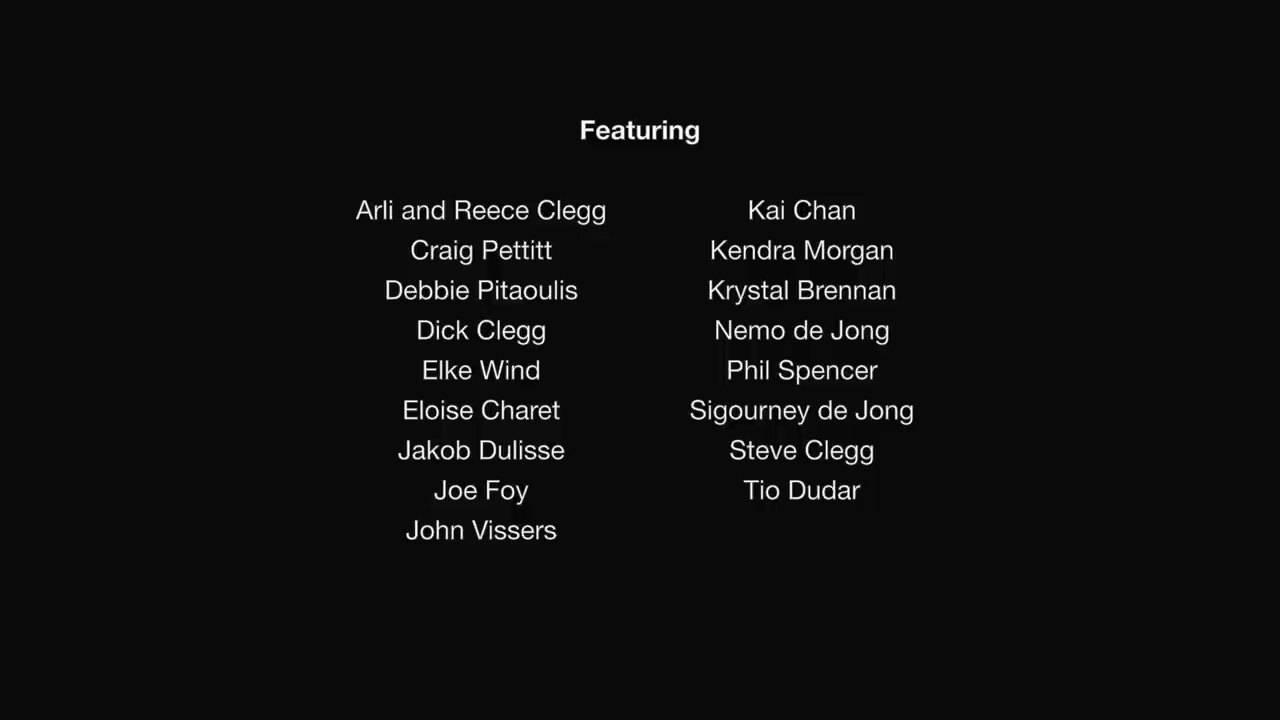 Featuring
Arli and Reece Clegg
Craig Pettitt
Debbie Pitaoulis
Dick Clegg
Elke Wind
Eloise Charet
Jakob Dulisse
Joe Foy
John Vissers
Kai Chan
Kendra Morgan
Krystal Brennan
Nemo de Jong
Phil Spencer
Sigourney de Jong
Steve Clegg
Tio Dudar